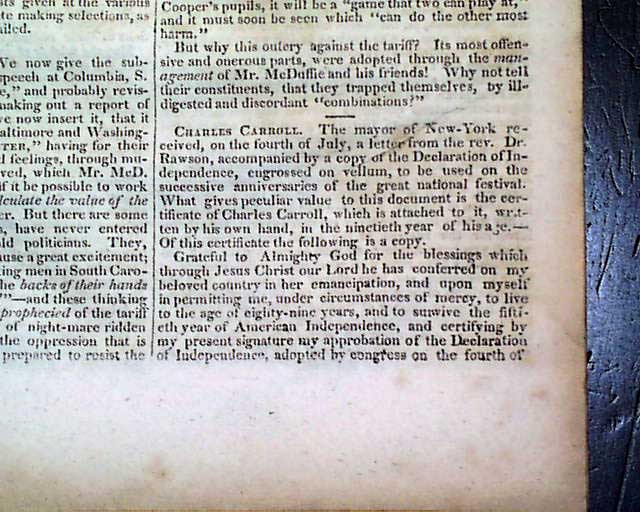 sts given at the various
te making selections, as
ailed.
We now give the sub-
speech at Columbia, S.
e," and probably revis-
making out a report of
ve now insert it, that it
altimore and Washing-
TER," having for their
d feelings, through mu-
ved, which Mr. McD.
if it be possible to work
lculate the value of the
er. But there are some
s, have never entered
old politicians. They,
ause a great excitement;
king men in South Caro-
the backs of their hands
"—and these thinking
prophecied of the tariff
of night-mare ridden
the oppression that is
prepared to resist the
Cooper's pupils, it will be a "game that two can play at,"
and it must soon be seen which "can do the other most
harm."
But why this outery against the tariff? Its most offen-
sive and onerous parts, were adopted through the man-
agement of Mr. McDuffie and his friends! Why not tell
their constituents, that they trapped themselves, by ill-
digested and discordant "combinations?"
CHARLES CARROLL. The mayor of New-York re-
ceived, on the fourth of July, a letter from the rev. Dr.
Rawson, accompanied by a copy of the Declaration of In-
dependence, engrossed on vellum, to be used on the
successive anniversaries of the great national festival.
What gives peculiar value to this document is the cer-
tificate of Charles Carroll, which is attached to it, writ-
ten by his own hand, in the ninetieth year of his age.—
Of this certificate the following is a copy.
Grateful to Almighty God for the blessings which
through Jesus Christ our Lord he has conferred on my
beloved country in her emancipation, and upon myself
in permitting me, under circumstances of mercy, to live
to the age of eighty-nine years, and to survive the fifti-
eth year of American Independence, and certifying by
my present signature my approbation of the Declaration
of Independence, adopted by congress on the fourth of